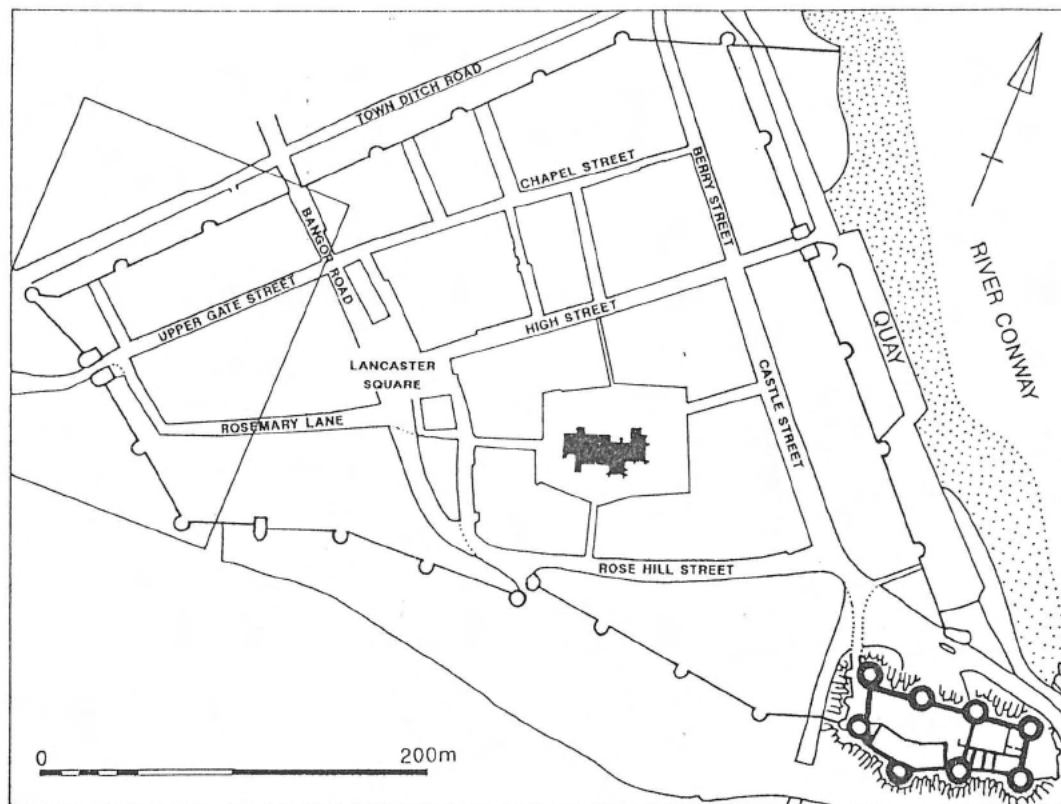 TOWN DITCH ROAD
CHAPEL STREET
BERRY STREET
BANGOR ROAD
UPPER GATE STREET
HIGH STREET
RIVER CONWAY
QUAY
LANCASTER
SQUARE
CASTLE STREET
ROSEMARY LANE
ROSE HILL STREET
0
200m